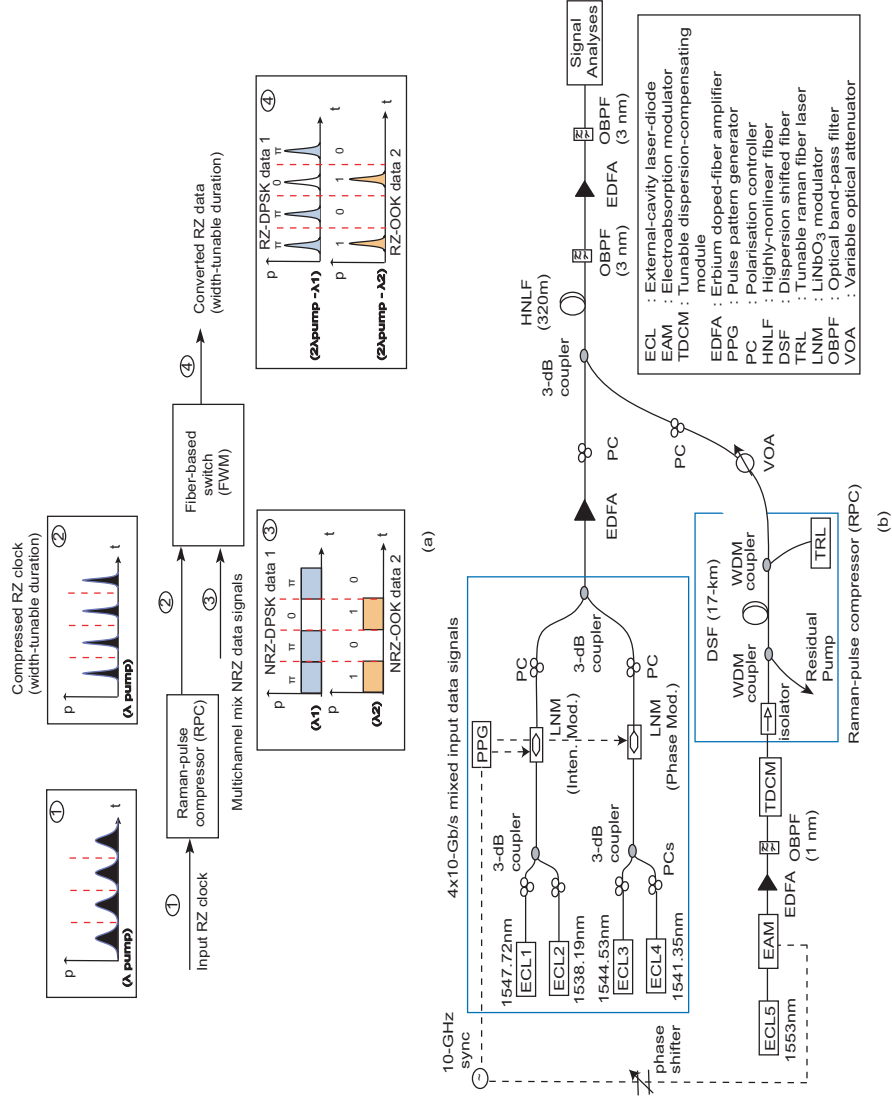 Compressed RZ clock
(width-tunable duration)
①
p
t
(λ pump)
②
p
t
(λ pump)
①
Input RZ clock
Raman-pulse
compressor (RPC)
②
③
Multichannel mix NRZ data signals
Fiber-based
switch
(FWM)
④
Converted RZ data
(width-tunable duration)
③
NRZ-DPSK data 1
p
π π 0 π
t
(λ1)
1 0 1 0
t
(λ2)
NRZ-OOK data 2
④
RZ-DPSK data 1
p
π π 0 π
t
(2λpump -λ1)
p
1 0 1 0
t
(2λpump - λ2)
RZ-OOK data 2
(a)
4x10-Gb/s mixed input data signals
10-GHz
sync
~
phase
shifter
PPG
1547.72nm
ECL1
ECL2
1538.19nm
3-dB
coupler
LNM
(Inten. Mod.)
PC
1544.53nm
ECL3
ECL4
1541.35nm
3-dB
coupler
PCs
LNM
(Phase Mod.)
PC
3-dB
coupler
EDFA
PC
3-dB
coupler
HNLF
(320m)
OBPF
(3 nm)
EDFA
OBPF
(3 nm)
Signal
Analyses
ECL5
1553nm
EAM
EDFA
OBPF
(1 nm)
TDCM
isolator
WDM
coupler
Residual
Pump
DSF (17-km)
WDM
coupler
TRL
Raman-pulse compressor (RPC)
VOA
PC
ECL : External-cavity laser-diode
EAM : Electroabsorption modulator
TDCM : Tunable dispersion-compensating
module
EDFA : Erbium doped-fiber amplifier
PPG : Pulse pattern generator
PC : Polarisation controller
HNLF : Highly-nonlinear fiber
DSF : Dispersion shifted fiber
TRL : Tunable raman fiber laser
LNM : LiNbO3 modulator
OBPF : Optical band-pass filter
VOA : Variable optical attenuator
(b)